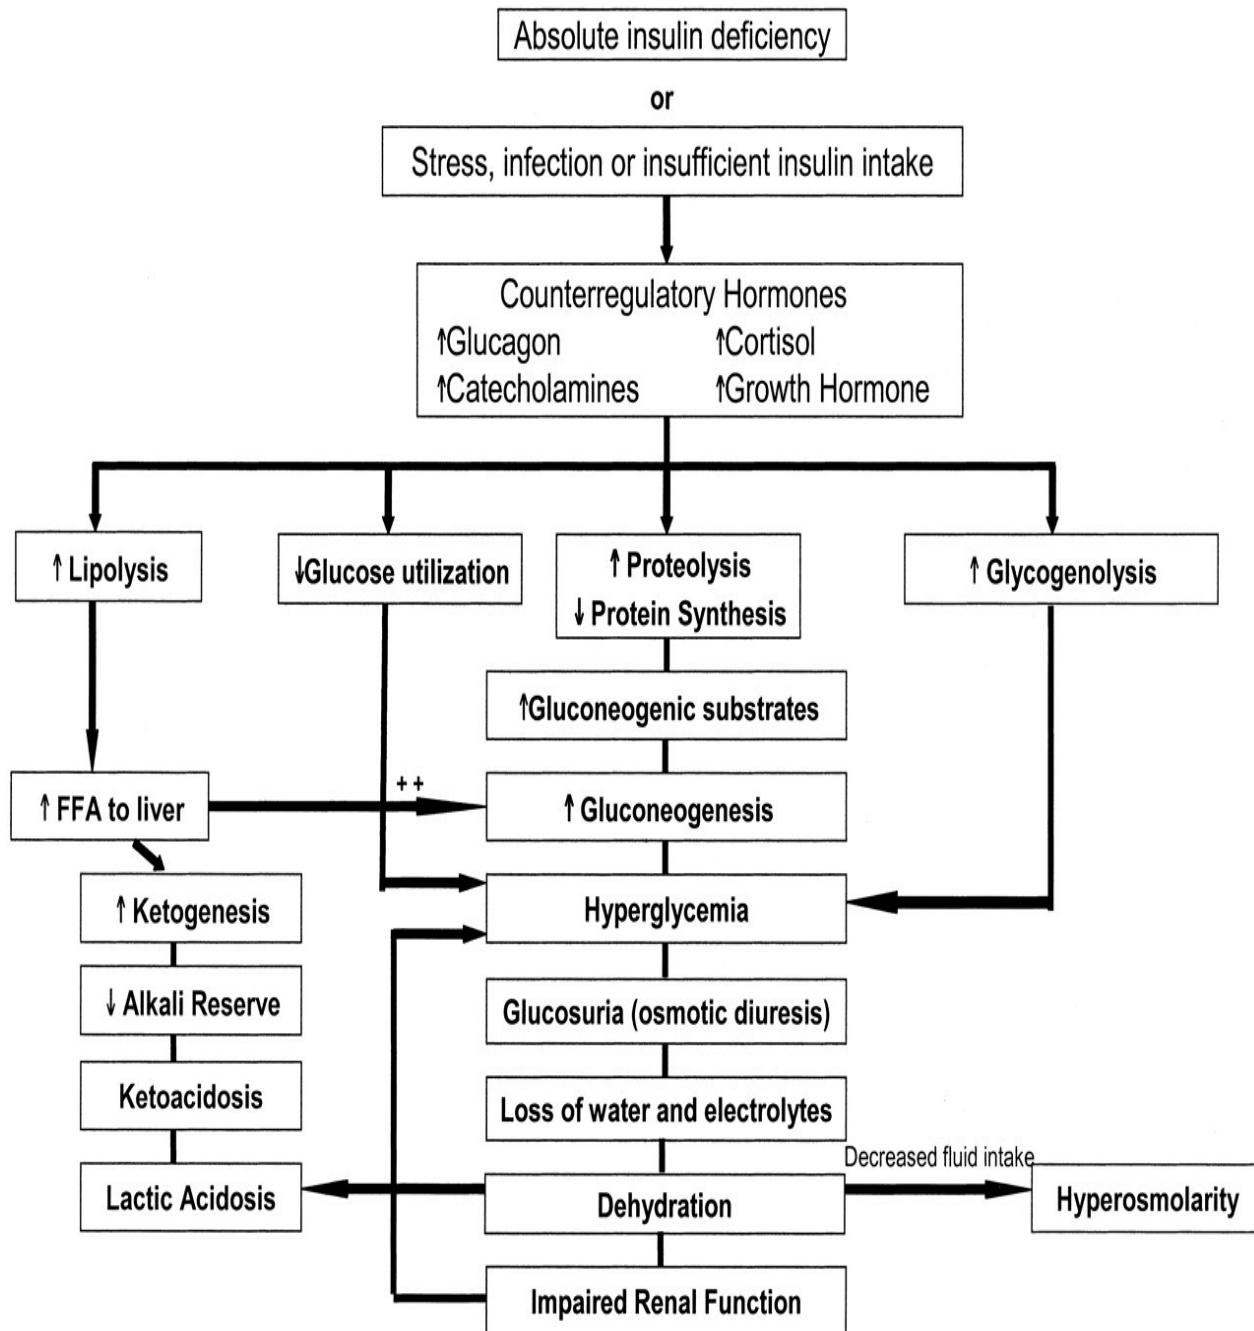 Absolute insulin deficiency
or
Stress, infection or insufficient insulin intake
Counterregulatory Hormones
↑Glucagon ↑Cortisol
↑Catecholamines ↑Growth Hormone
↑ Lipolysis
↓Glucose utilization
↑ Proteolysis
↓ Protein Synthesis
↑ Glycogenolysis
↑Gluconeogenic substrates
↑ FFA to liver
+ +
↑ Gluconeogenesis
↑ Ketogenesis
Hyperglycemia
↓ Alkali Reserve
Glucosuria (osmotic diuresis)
Ketoacidosis
Loss of water and electrolytes
Decreased fluid intake
Lactic Acidosis
Dehydration
Hyperosmolarity
Impaired Renal Function